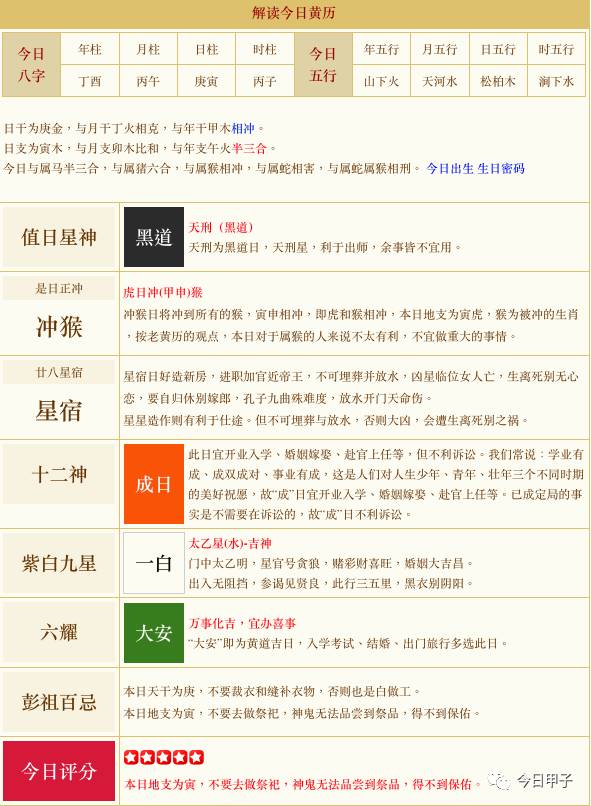 解读今日黄历
今日八字 年柱 月柱 日柱 时柱 今日五行 年五行 月五行 日五行 时五行
丁酉 丙午 庚寅 丙子 山下火 天河水 松柏木 涧下水
日干为庚金，与月干丁火相克，与年干甲木相冲。
日支为寅木，与月支卯木比和，与年支午火半三合。
今日与属马半三合，与属猪六合，与属猴相冲，与属蛇相害，与属蛇属猴相刑。 今日出生 生日密码
值日星神
黑道
天刑（黑道）
天刑为黑道日，天刑星，利于出师，余事皆不宜用。
是日正冲
冲猴
虎日冲(甲申)猴
冲猴日将冲到所有的猴，寅申相冲，即虎和猴相冲，本日地支为寅虎，猴为被冲的生肖
，按老黄历的观点，本日对于属猴的人来说不太有利，不宜做重大的事情。
廿八星宿
星宿
星宿日好造新房，进职加官近帝王，不可埋葬并放水，凶星临位女人亡，生离死别无心
恋，要自归休别嫁郎，孔子九曲殊难度，放水开门天命伤。
星星造作则有利于仕途。但不可埋葬与放水，否则大凶，会遭生离死别之祸。
十二神
成日
此日宜开业入学、婚姻嫁娶、赴官上任等，但不利诉讼。我们常说：学业有
成、成双成对、事业有成，这是人们对人生少年、青年、壮年三个不同时期
的美好祝愿，故“成”日宜开业入学、婚姻嫁娶、赴官上任等。已成定局的事
实是不需要在诉讼的，故“成”日不利诉讼。
紫白九星
一白
太乙星(水)-吉神
门中太乙明，星官号贪狼，赌彩财喜旺，婚姻大吉昌。
出入无阻挡，参谒见贤良，此行三五里，黑衣别阴阳。
六耀
大安
万事化吉，宜办喜事
“大安”即为黄道吉日，入学考试、结婚、出门旅行多选此日。
彭祖百忌
本日天干为庚，不要裁衣和缝补衣物，否则也是白做工。
本日地支为寅，不要去做祭祀，神鬼无法品尝到祭品，得不到保佑。
今日评分
本日地支为寅，不要去做祭祀，神鬼无法品尝到祭品，得不到保佑。
今日甲子